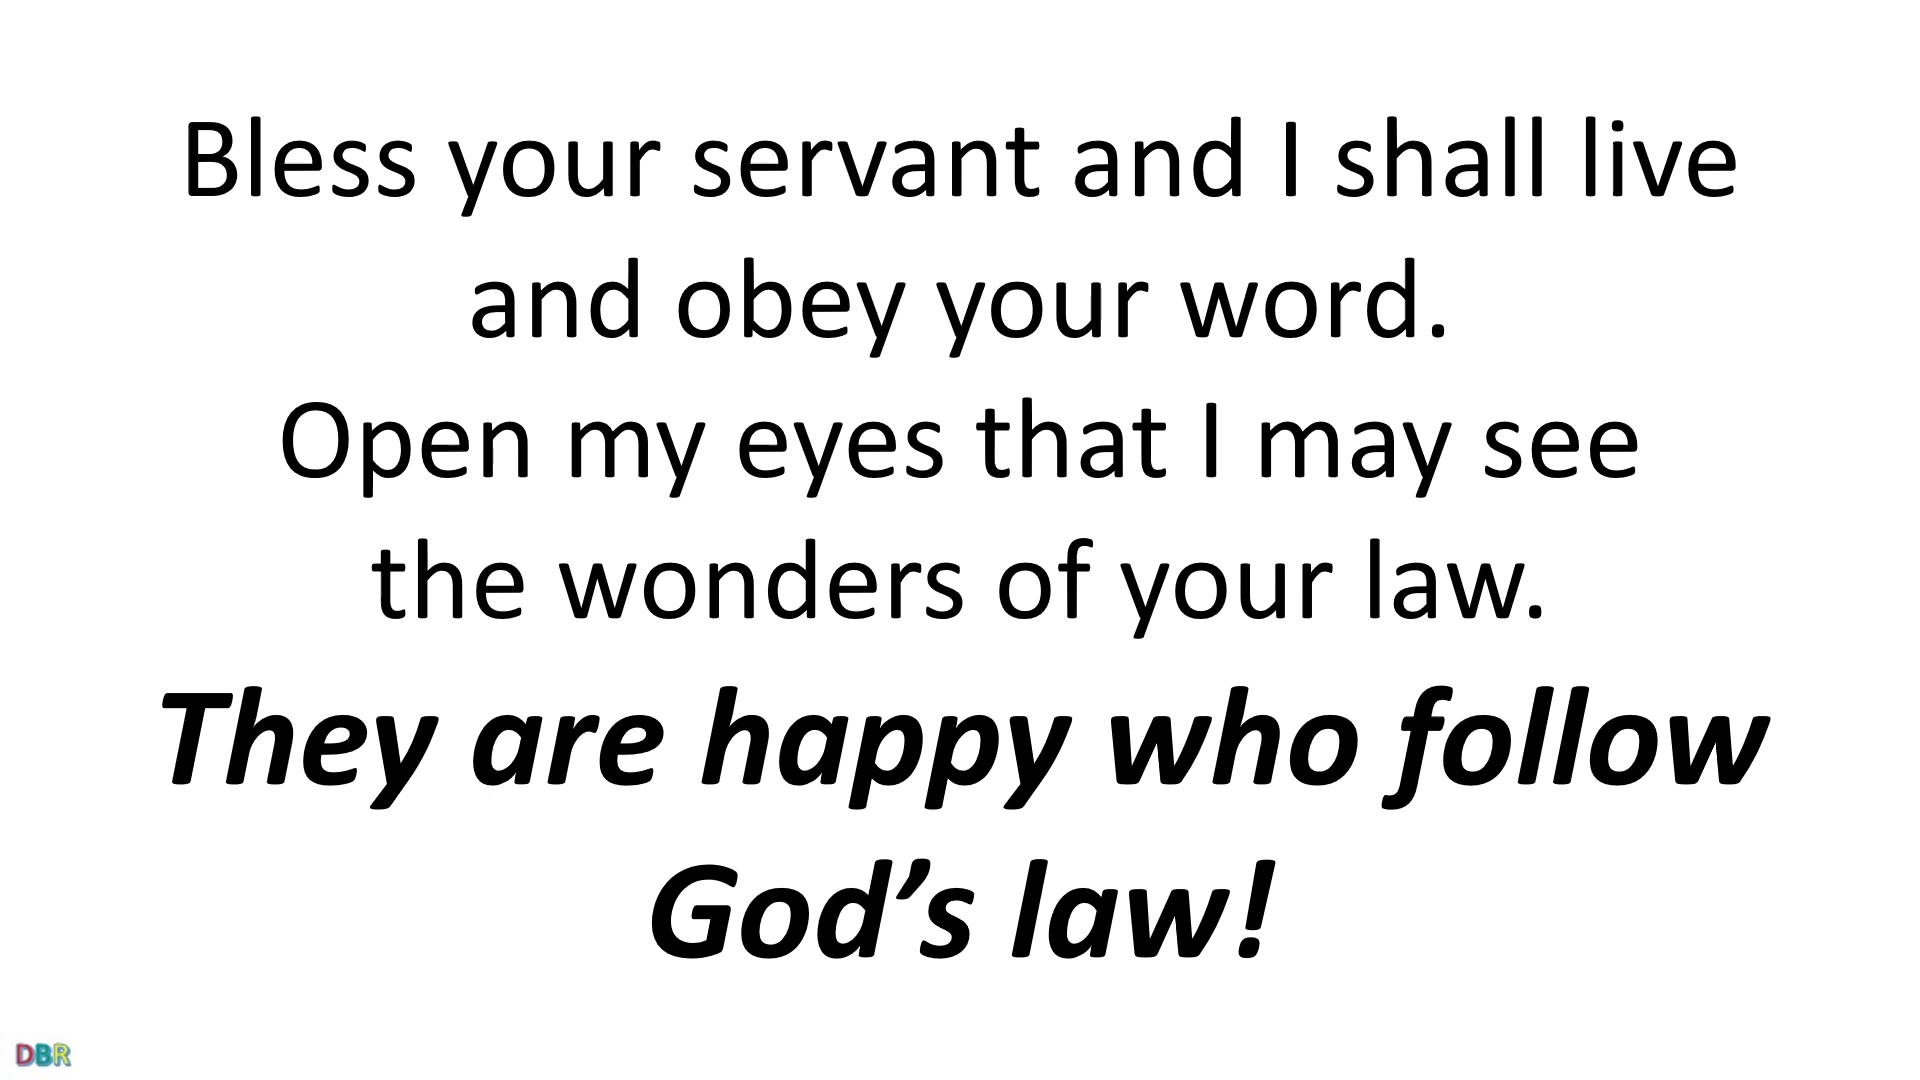 Bless your servant and I shall live
and obey your word.
Open my eyes that I may see
the wonders of your law.
They are happy who follow
God’s law!
DBR